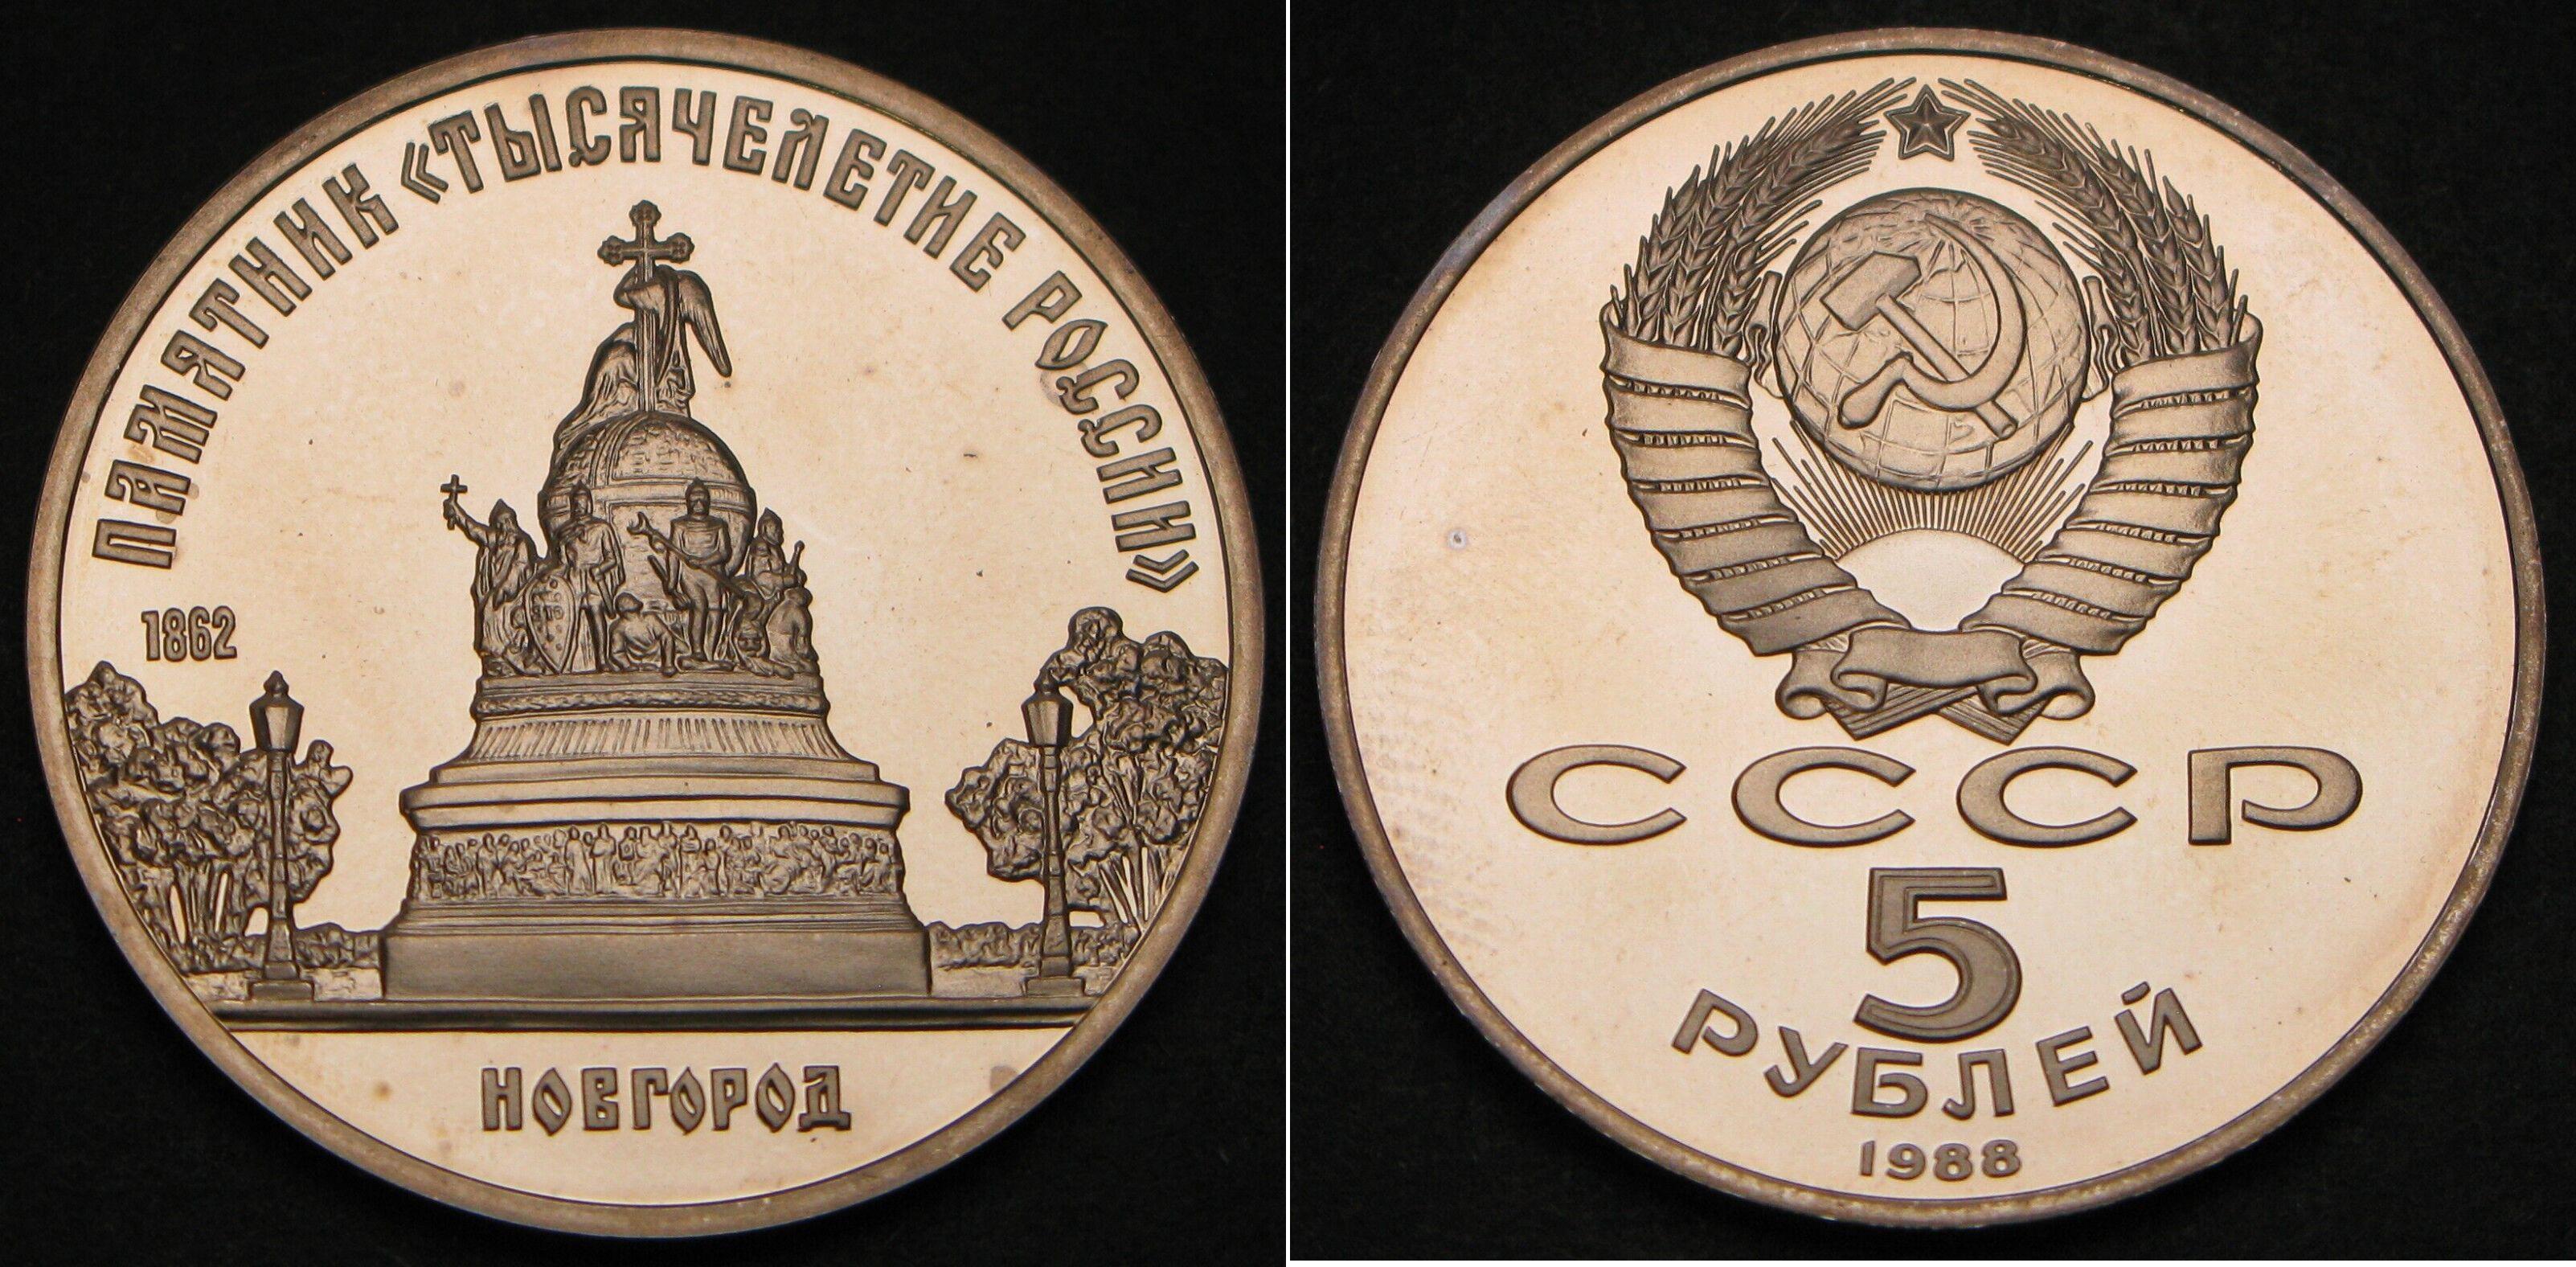 ПАМЯТНИК «ТЫСЯЧЕЛЕТИЕ РОССИИ»
1862
НОВГОРОД
СССР
5
РУБЛЕЙ
1988